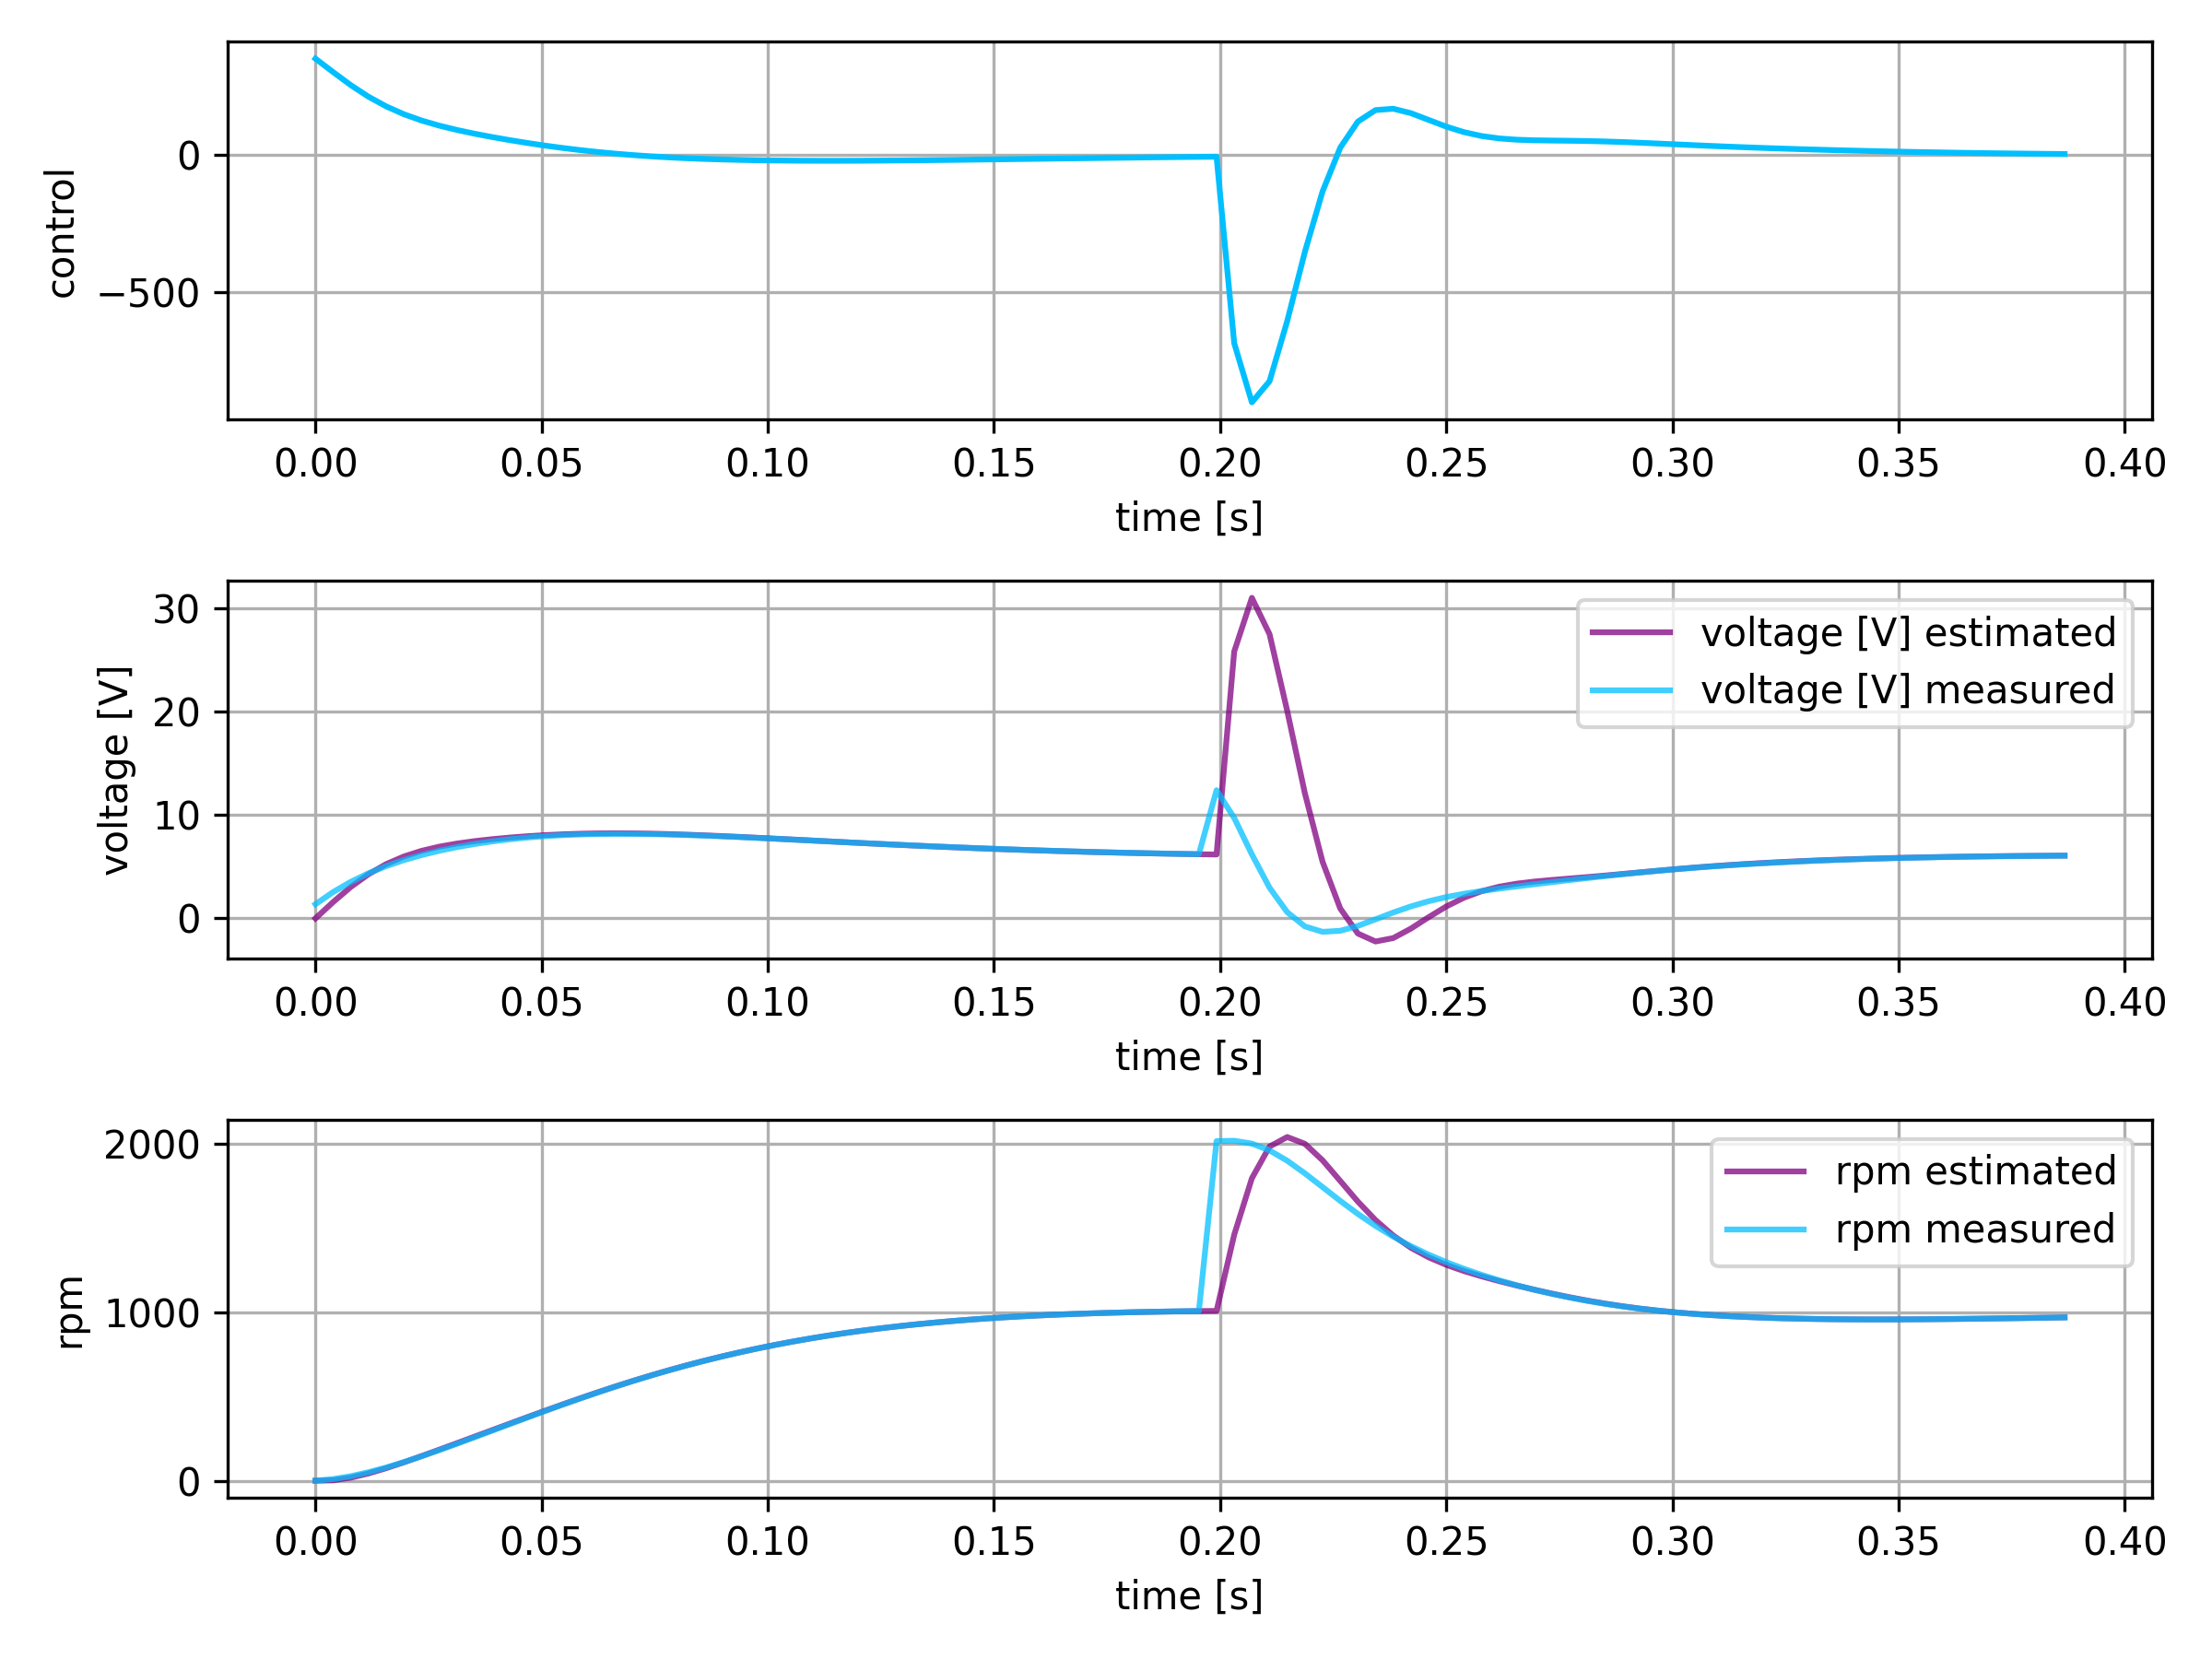 control
0
−500
0.00 0.05 0.10 0.15 0.20 0.25 0.30 0.35 0.40
time [s]
voltage [V]
30
20
10
0
voltage [V] estimated
voltage [V] measured
0.00 0.05 0.10 0.15 0.20 0.25 0.30 0.35 0.40
time [s]
rpm
2000
1000
0
rpm estimated
rpm measured
0.00 0.05 0.10 0.15 0.20 0.25 0.30 0.35 0.40
time [s]